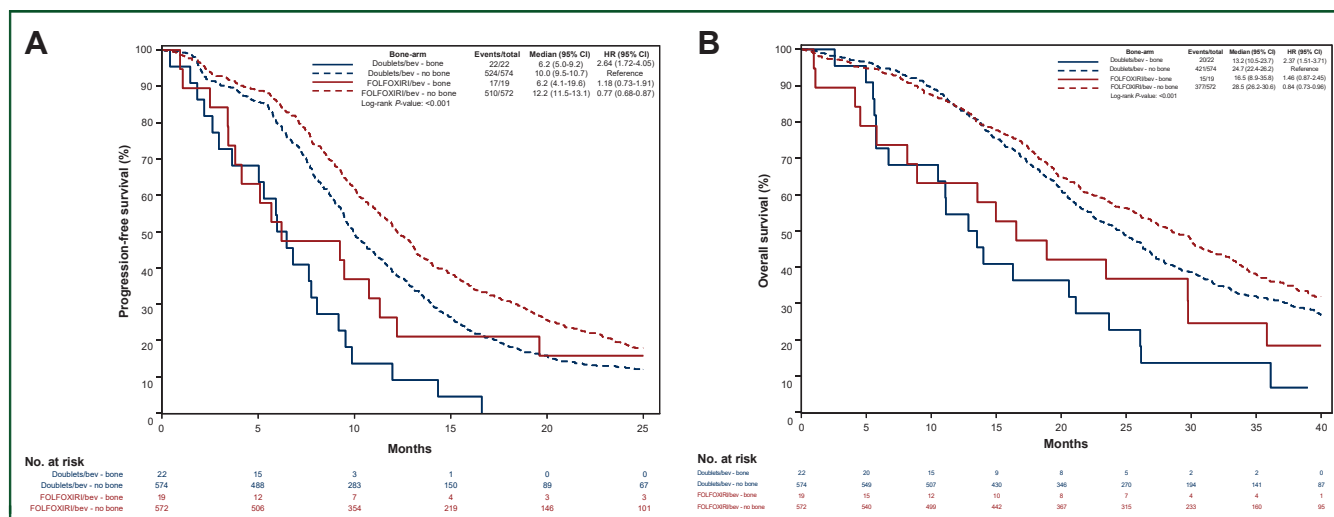 A
Bone-arm Events/total Median (95% CI) HR (95% CI)
Doublets/bev - bone 22/22 6.2 (5.0-9.2) 2.64 (1.72-4.05)
Doublets/bev - no bone 524/574 10.0 (9.5-10.7) Reference
FOLFOXIRI/bev - bone 17/19 6.2 (4.1-19.6) 1.18 (0.73-1.91)
FOLFOXIRI/bev - no bone 510/572 12.2 (11.5-13.1) 0.77 (0.68-0.87)
Log-rank P-value: <0.001
Progression-free survival (%)
100
90
80
70
60
50
40
30
20
10
0
0 5 10 15 20 25
Months
No. at risk
Doublets/bev - bone 22 15 3 1 0 0
Doublets/bev - no bone 574 488 283 150 89 67
FOLFOXIRI/bev - bone 19 12 7 4 3 3
FOLFOXIRI/bev - no bone 572 506 354 219 146 101
B
Bone-arm Events/total Median (95% CI) HR (95% CI)
Doublets/bev - bone 20/22 13.2 (10.5-23.7) 2.37 (1.51-3.71)
Doublets/bev - no bone 421/574 24.7 (22.4-26.2) Reference
FOLFOXIRI/bev - bone 15/19 16.5 (8.9-35.8) 1.46 (0.87-2.45)
FOLFOXIRI/bev - no bone 377/572 28.5 (26.2-30.6) 0.84 (0.73-0.96)
Log-rank P-value: <0.001
Overall survival (%)
100
90
80
70
60
50
40
30
20
10
0
0 5 10 15 20 25 30 35 40
Months
No. at risk
Doublets/bev - bone 22 20 15 9 8 5 2 2 0
Doublets/bev - no bone 574 549 507 430 346 270 194 141 87
FOLFOXIRI/bev - bone 19 15 12 10 8 7 4 4 1
FOLFOXIRI/bev - no bone 572 540 499 442 367 315 233 160 95